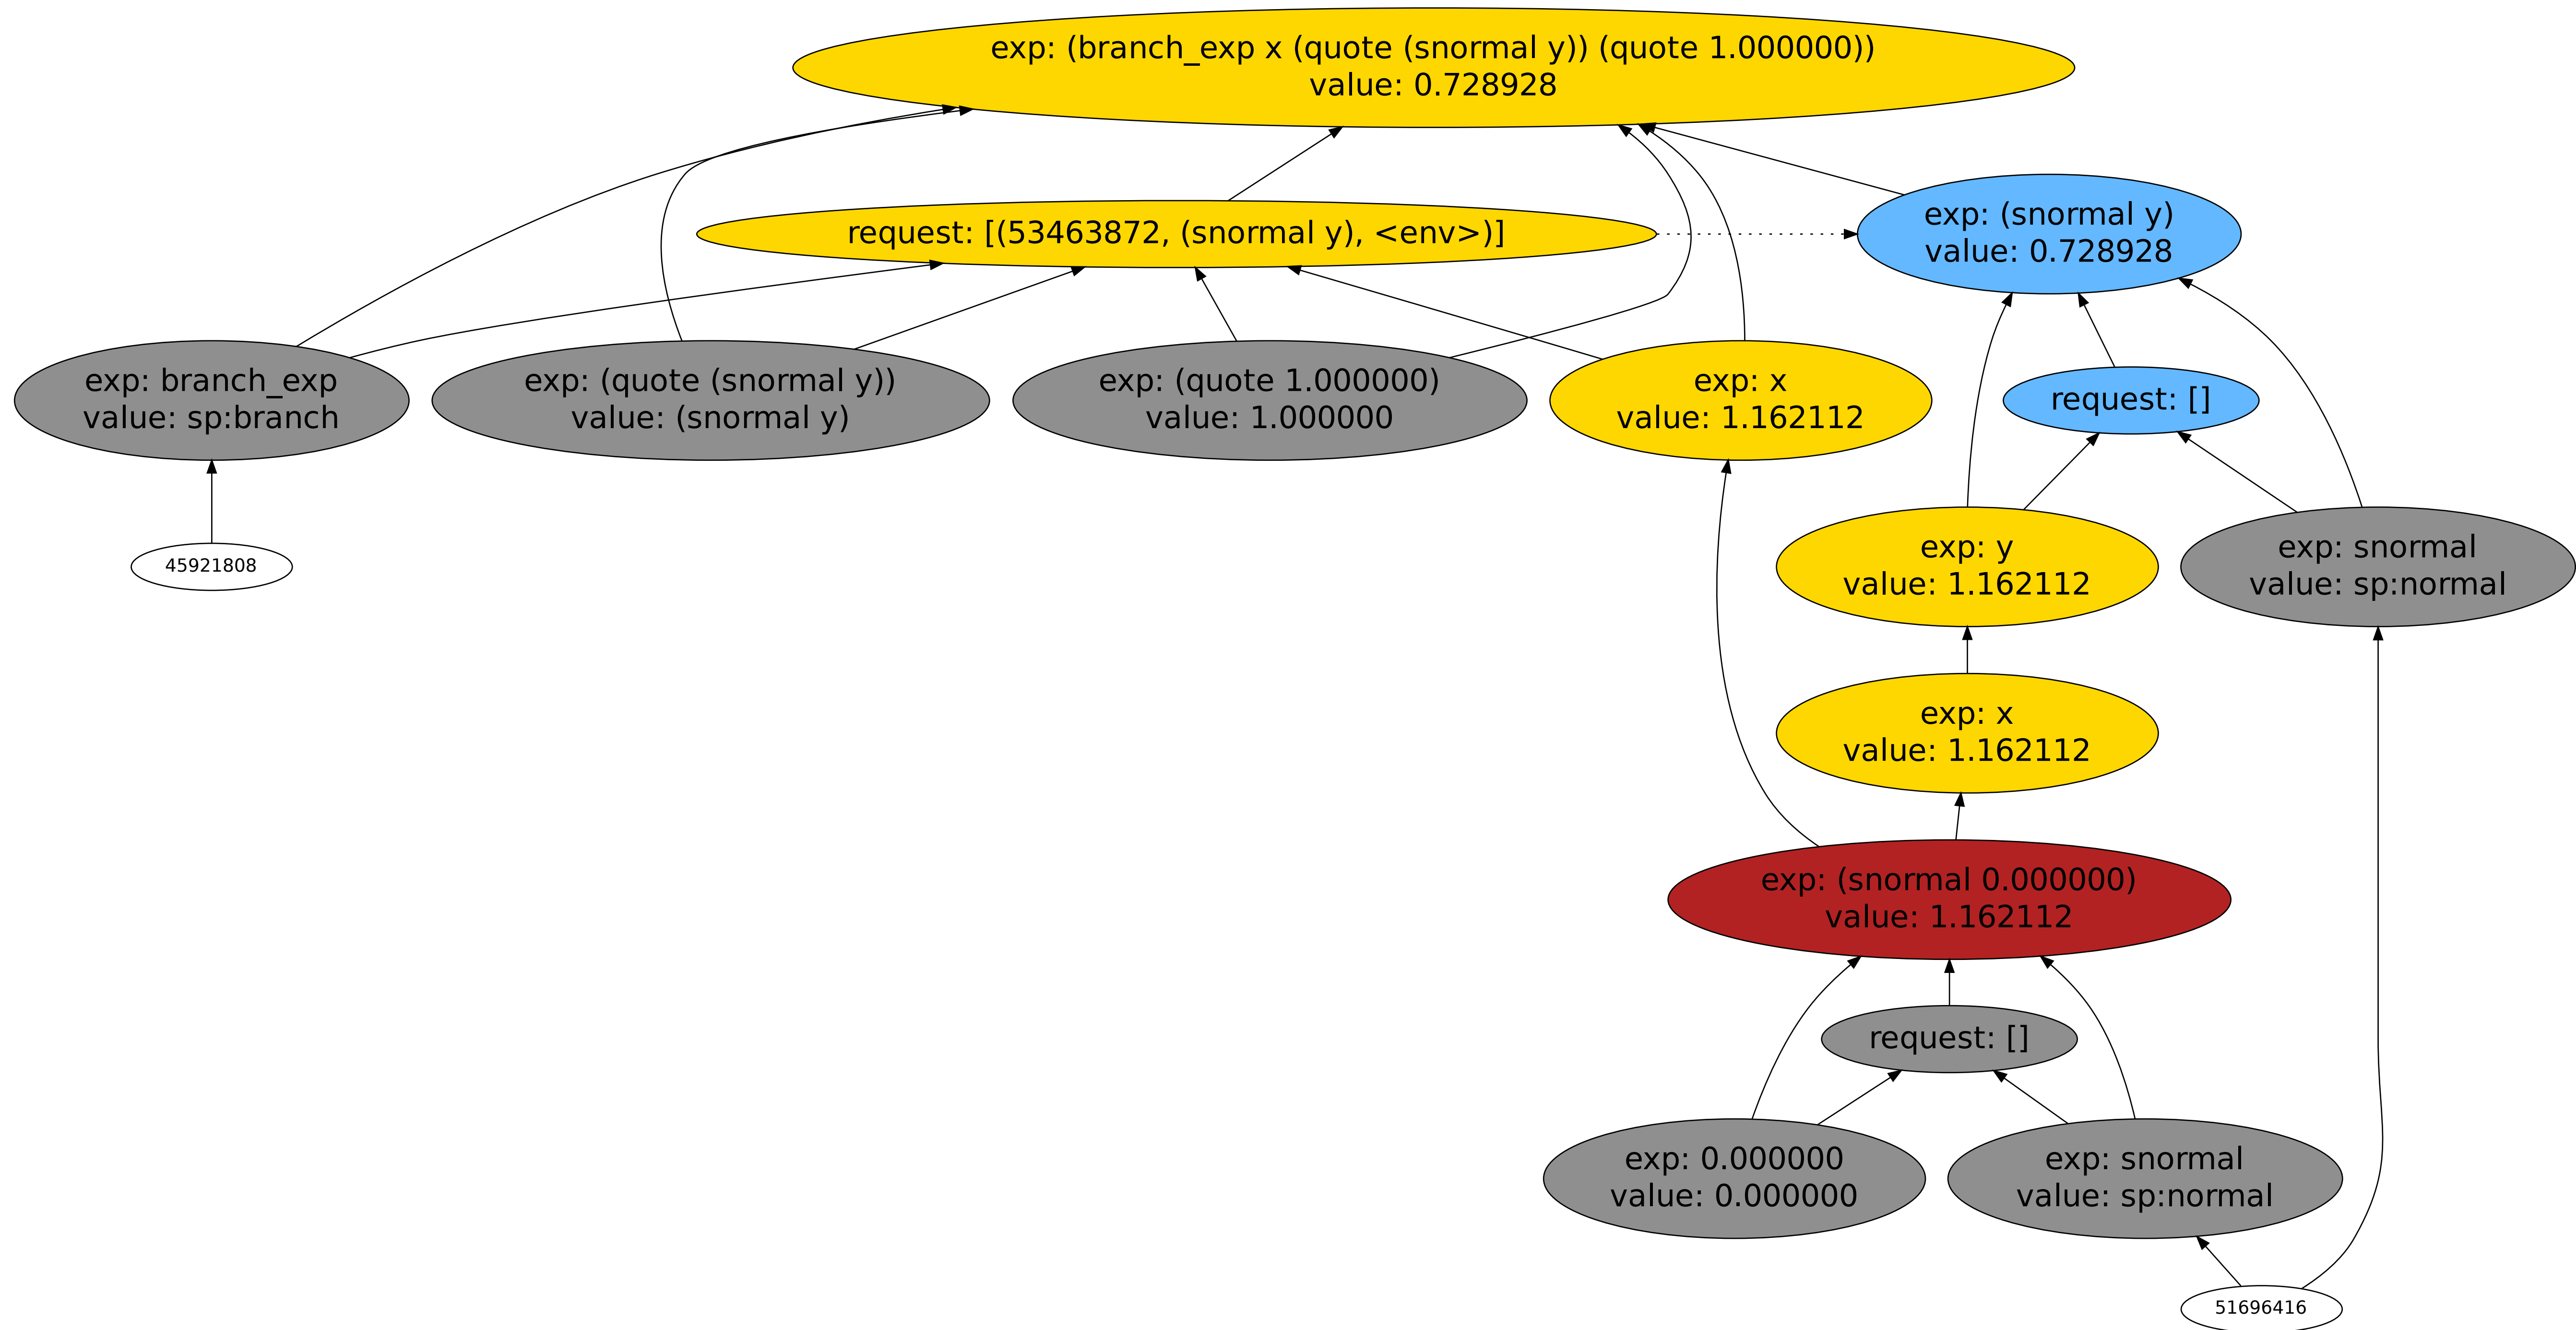 exp: (branch_exp x (quote (snormal y)) (quote 1.000000))
value: 0.728928
request: [(53463872, (snormal y), <env>)]
exp: (snormal y)
value: 0.728928
exp: branch_exp
value: sp:branch
exp: (quote (snormal y))
value: (snormal y)
exp: (quote 1.000000)
value: 1.000000
exp: x
value: 1.162112
request: []
45921808
exp: y
value: 1.162112
exp: snormal
value: sp:normal
exp: x
value: 1.162112
exp: (snormal 0.000000)
value: 1.162112
request: []
exp: 0.000000
value: 0.000000
exp: snormal
value: sp:normal
51696416